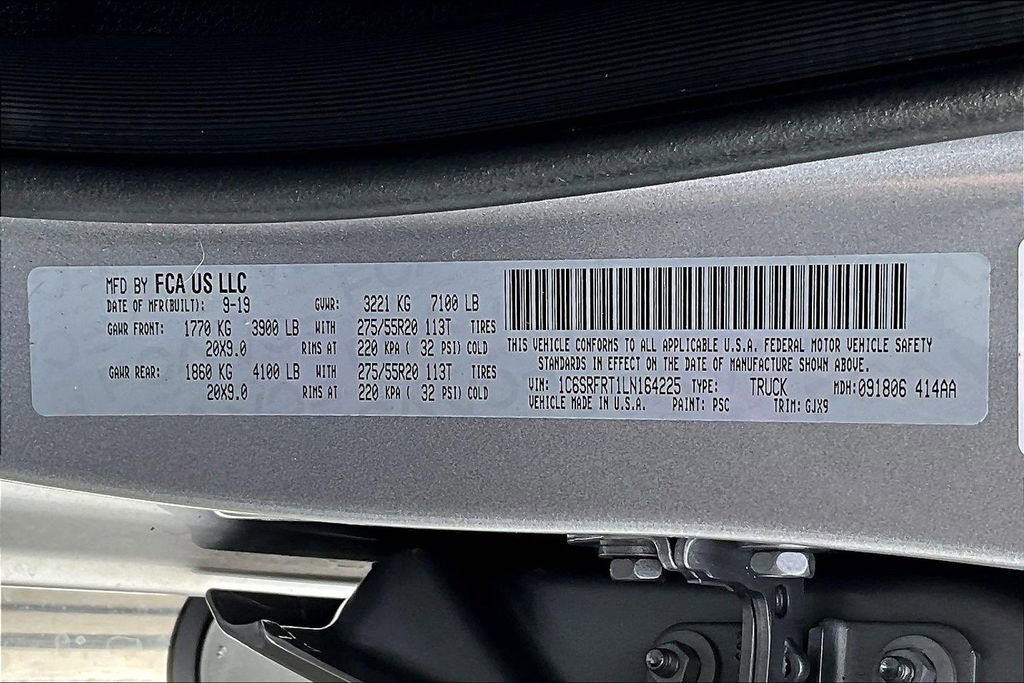 MFD BY FCA US LLC
DATE OF MFR(BUILT): 9-19 GVWR: 3221 KG 7100 LB
GAWR FRONT: 1770 KG 3900 LB WITH 275/55R20 113T TIRES
20X9.0 RIMS AT 220 KPA ( 32 PSI) COLD
GAWR REAR: 1860 KG 4100 LB WITH 275/55R20 113T TIRES
20X9.0 RIMS AT 220 KPA ( 32 PSI) COLD
THIS VEHICLE CONFORMS TO ALL APPLICABLE U.S.A. FEDERAL MOTOR VEHICLE SAFETY
STANDARDS IN EFFECT ON THE DATE OF MANUFACTURE SHOWN ABOVE.
VIN: 1C6SRFRT1LN164225 TYPE: TRUCK MDH:091806 414AA
VEHICLE MADE IN U.S.A. PAINT: PSC TRIM: GJX9